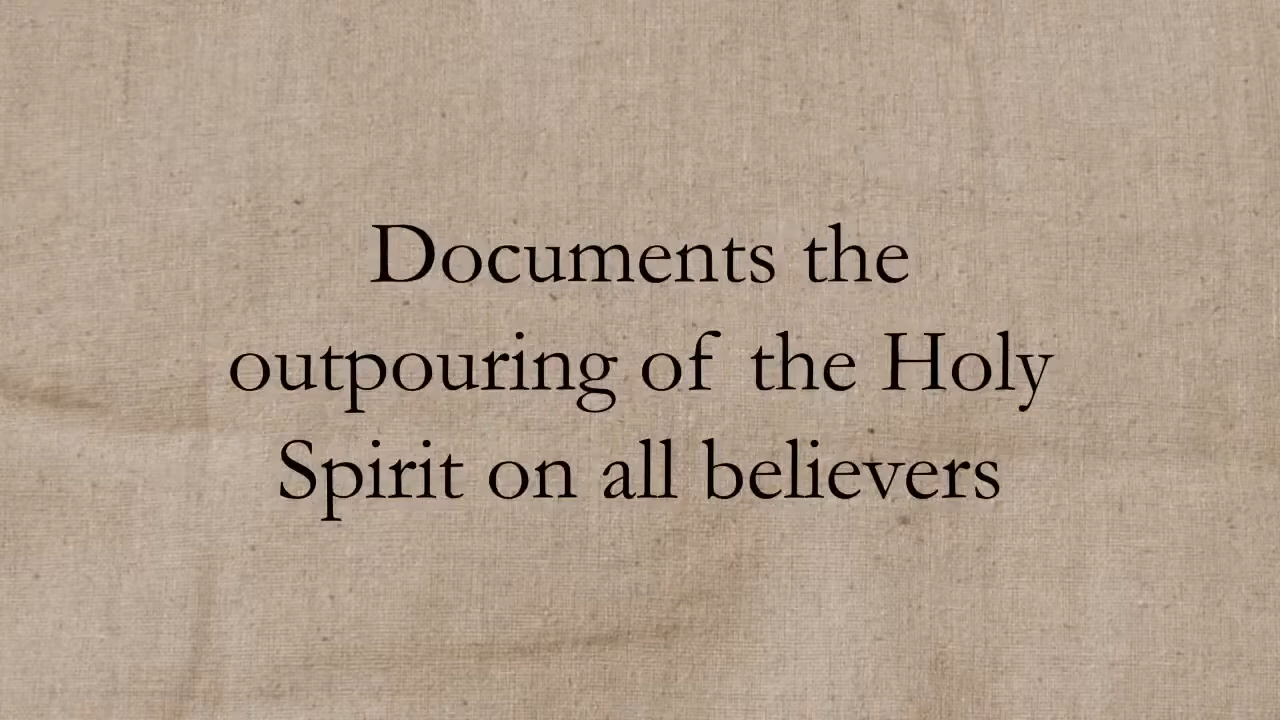 Documents the
outpouring of the Holy
Spirit on all believers